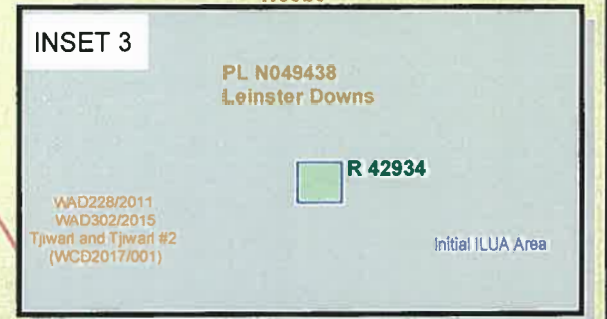 INSET 3
PL N049438
Leinster Downs
R 42934
WAD228/2011
WAD302/2015
Tjiwarl and Tjiwarl #2
(WCD2017/001)
Initial ILUA Area